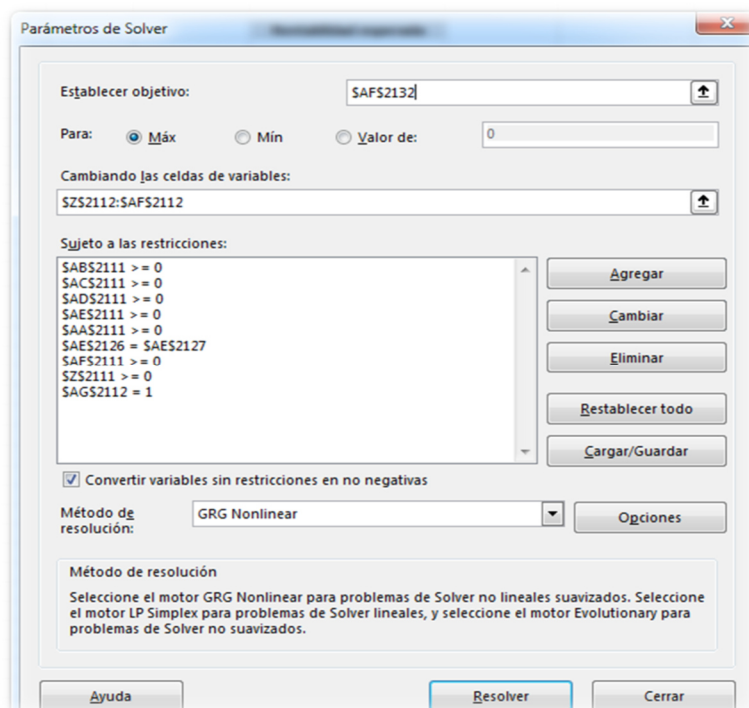 Parámetros de Solver
Establecer objetivo:
$AF$2132
Para:
Máx
Mín
Valor de:
0
Cambiando las celdas de variables:
$Z$2112:$AF$2112
Sujeto a las restricciones:
$AB$2111 >= 0
$AC$2111 >= 0
$AD$2111 >= 0
$AE$2111 >= 0
$AA$2111 >= 0
$AE$2126 = $AE$2127
$AF$2111 >= 0
$Z$2111 >= 0
$AG$2112 = 1
Agregar
Cambiar
Eliminar
Restablecer todo
Cargar/Guardar
Convertir variables sin restricciones en no negativas
Método de
resolución:
GRG Nonlinear
Opciones
Método de resolución
Seleccione el motor GRG Nonlinear para problemas de Solver no lineales suavizados. Seleccione
el motor LP Simplex para problemas de Solver lineales, y seleccione el motor Evolutionary para
problemas de Solver no suavizados.
Ayuda
Resolver
Cerrar